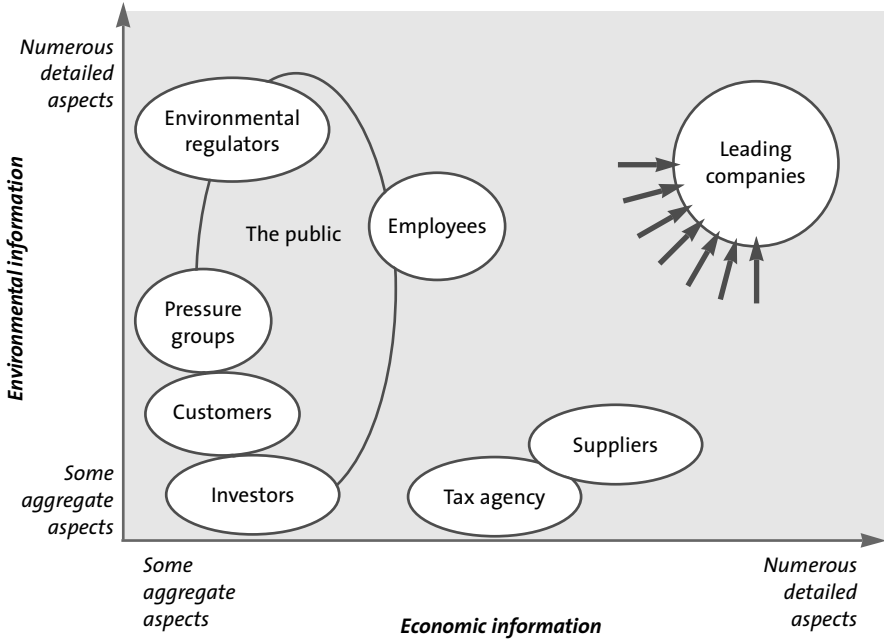 Numerous
detailed
aspects
Environmental
regulators
Leading
companies
The public
Employees
Environmental information
Pressure
groups
Customers
Suppliers
Some
aggregate
aspects
Investors
Tax agency
Some
aggregate
aspects
Numerous
detailed
aspects
Economic information